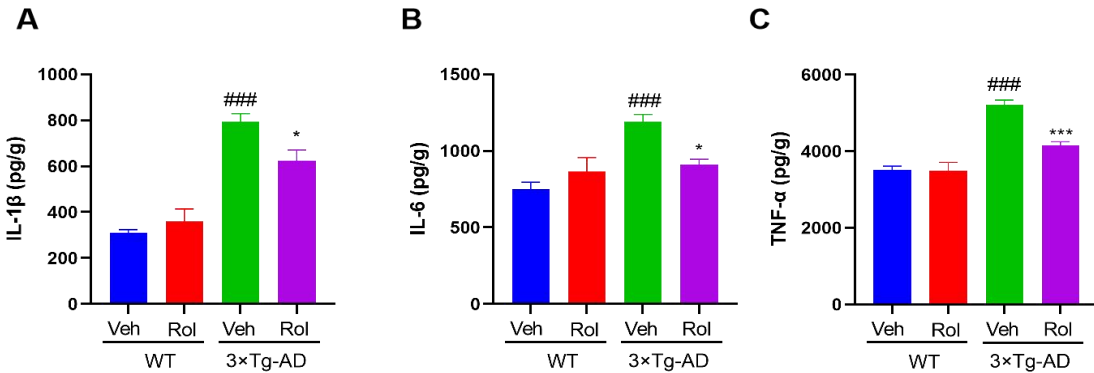 A
IL-1β (pg/g)
1000
800
600
400
200
0
###
*
Veh Rol Veh Rol
WT 3×Tg-AD
B
IL-6 (pg/g)
1500
1000
500
0
###
*
Veh Rol Veh Rol
WT 3×Tg-AD
C
TNF-α (pg/g)
6000
4000
2000
0
###
***
Veh Rol Veh Rol
WT 3×Tg-AD